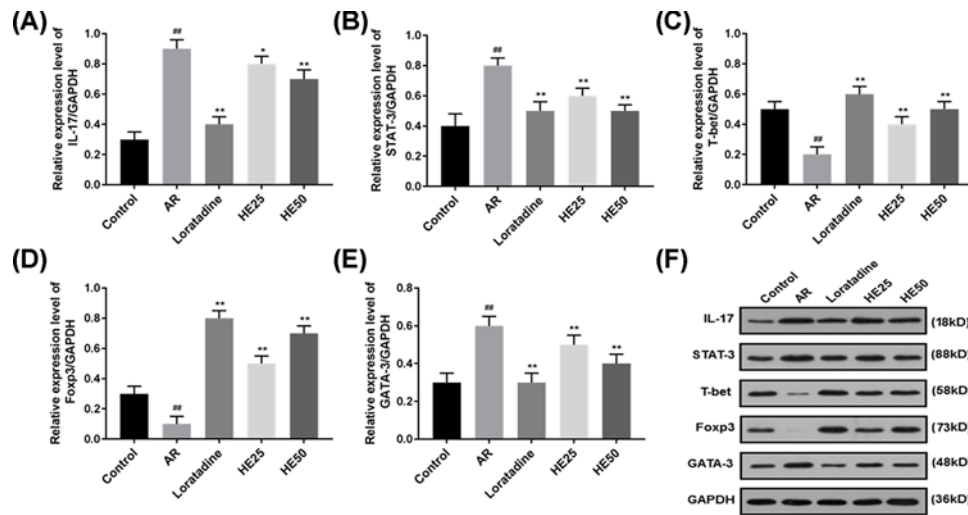 (A)
Relative expression level of
IL-17/GAPDH
1.0
0.8
0.6
0.4
0.2
0.0
##
**
*
**
Control
AR
Loratadine
HE25
HE50
(B)
Relative expression level of
STAT-3/GAPDH
1.0
0.8
0.6
0.4
0.2
0.0
##
**
**
**
Control
AR
Loratadine
HE25
HE50
(C)
Relative expression level of
T-bet/GAPDH
1.0
0.8
0.6
0.4
0.2
0.0
##
**
**
**
Control
AR
Loratadine
HE25
HE50
(D)
Relative expression level of
Foxp3/GAPDH
1.0
0.8
0.6
0.4
0.2
0.0
##
**
**
**
Control
AR
Loratadine
HE25
HE50
(E)
Relative expression level of
GATA-3/GAPDH
0.8
0.6
0.4
0.2
0.0
##
**
**
**
Control
AR
Loratadine
HE25
HE50
(F)
Control AR Loratadine HE25 HE50
IL-17 (18kD)
STAT-3 (88kD)
T-bet (58kD)
Foxp3 (73kD)
GATA-3 (48kD)
GAPDH (36kD)